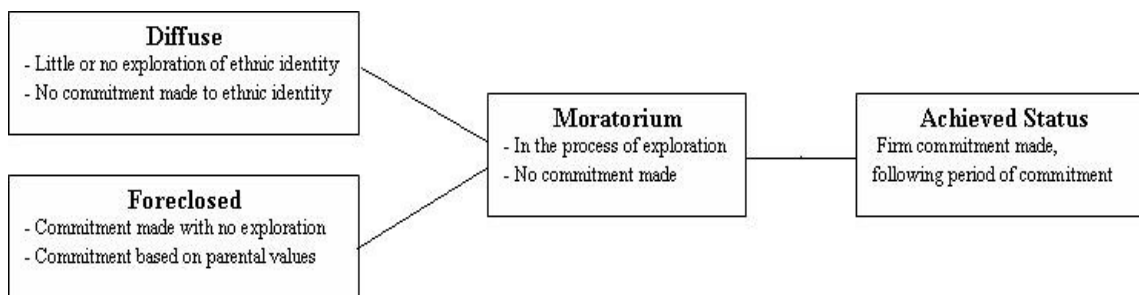 Diffuse
- Little or no exploration of ethnic identity
- No commitment made to ethnic identity
Foreclosed
- Commitment made with no exploration
- Commitment based on parental values
Moratorium
- In the process of exploration
- No commitment made
Achieved Status
Firm commitment made,
following period of commitment